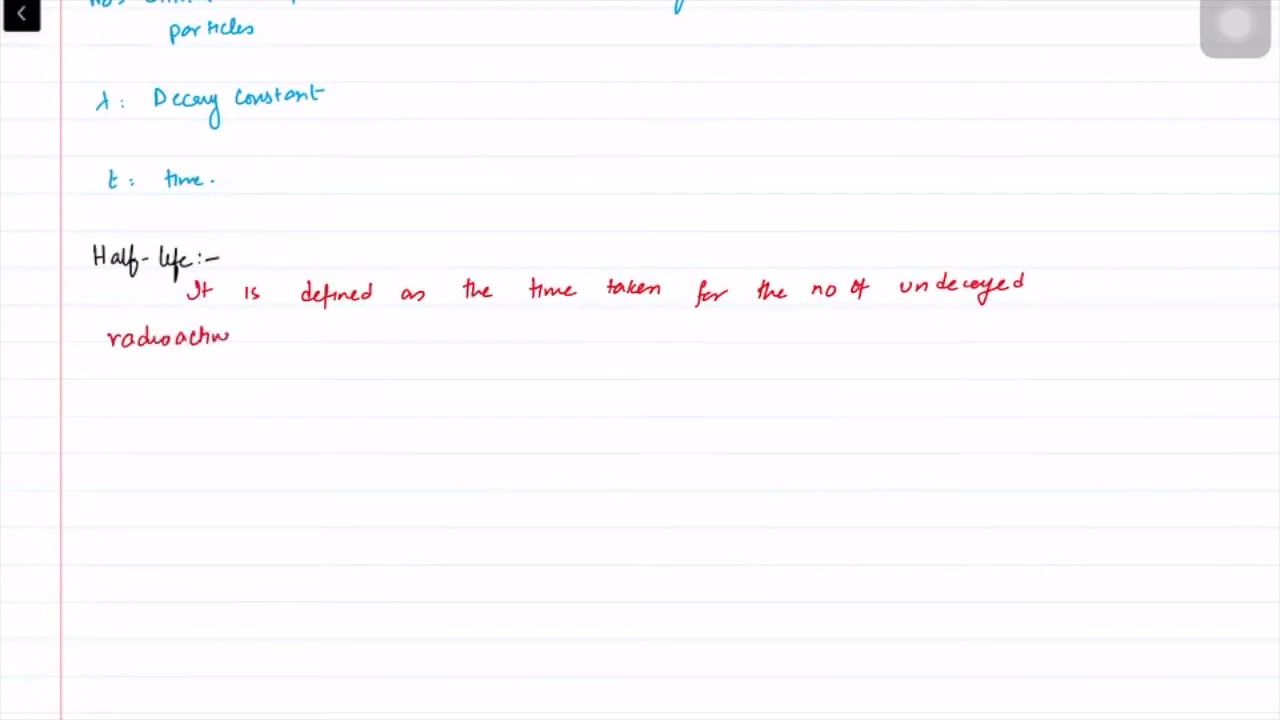 particles
λ: Decay constant
t: time.
Half-life:-
It is defined as the time taken for the no of undecayed
radioactiv